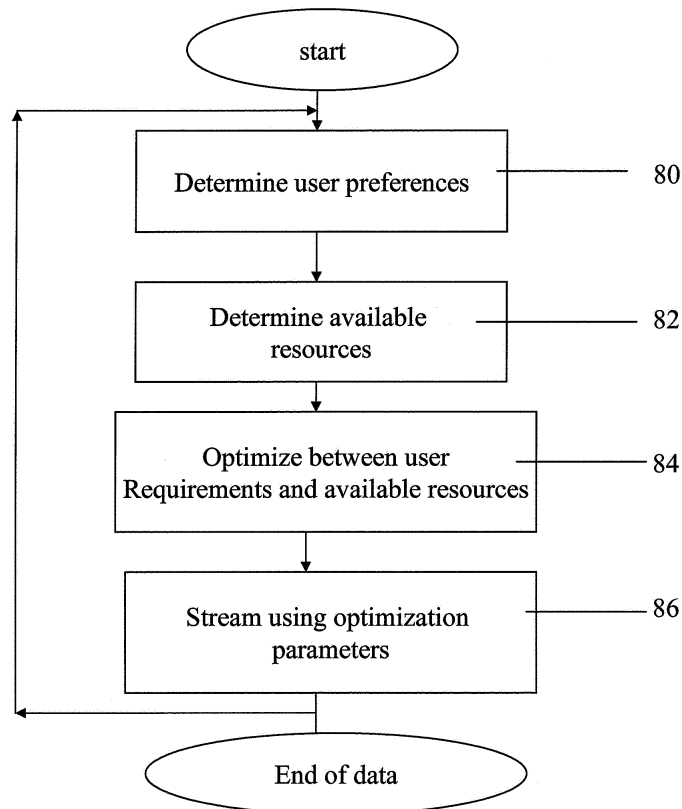 start
Determine user preferences
80
Determine available
resources
82
Optimize between user
Requirements and available resources
84
Stream using optimization
parameters
86
End of data